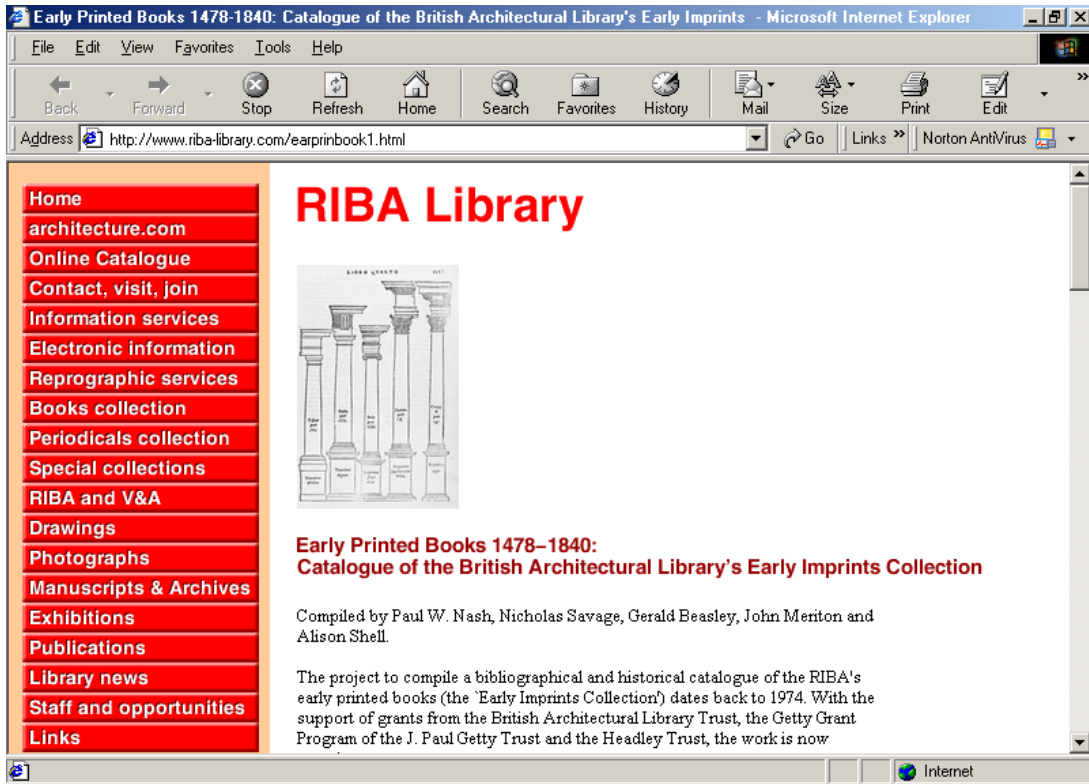 Early Printed Books 1478-1840: Catalogue of the British Architectural Library's Early Imprints - Microsoft Internet Explorer
File Edit View Favorites Tools Help
Back Forward Stop Refresh Home Search Favorites History Mail Size Print Edit »
Address http://www.riba-library.com/earprinbook1.html Go Links » Norton AntiVirus
Home
architecture.com
Online Catalogue
Contact, visit, join
Information services
Electronic information
Reprographic services
Books collection
Periodicals collection
Special collections
RIBA and V&A
Drawings
Photographs
Manuscripts & Archives
Exhibitions
Publications
Library news
Staff and opportunities
Links
RIBA Library
LIBRO QVARTO
Early Printed Books 1478–1840:
Catalogue of the British Architectural Library’s Early Imprints Collection
Compiled by Paul W. Nash, Nicholas Savage, Gerald Beasley, John Meriton and
Alison Shell.
The project to compile a bibliographical and historical catalogue of the RIBA's
early printed books (the `Early Imprints Collection') dates back to 1974. With the
support of grants from the British Architectural Library Trust, the Getty Grant
Program of the J. Paul Getty Trust and the Headley Trust, the work is now
Internet